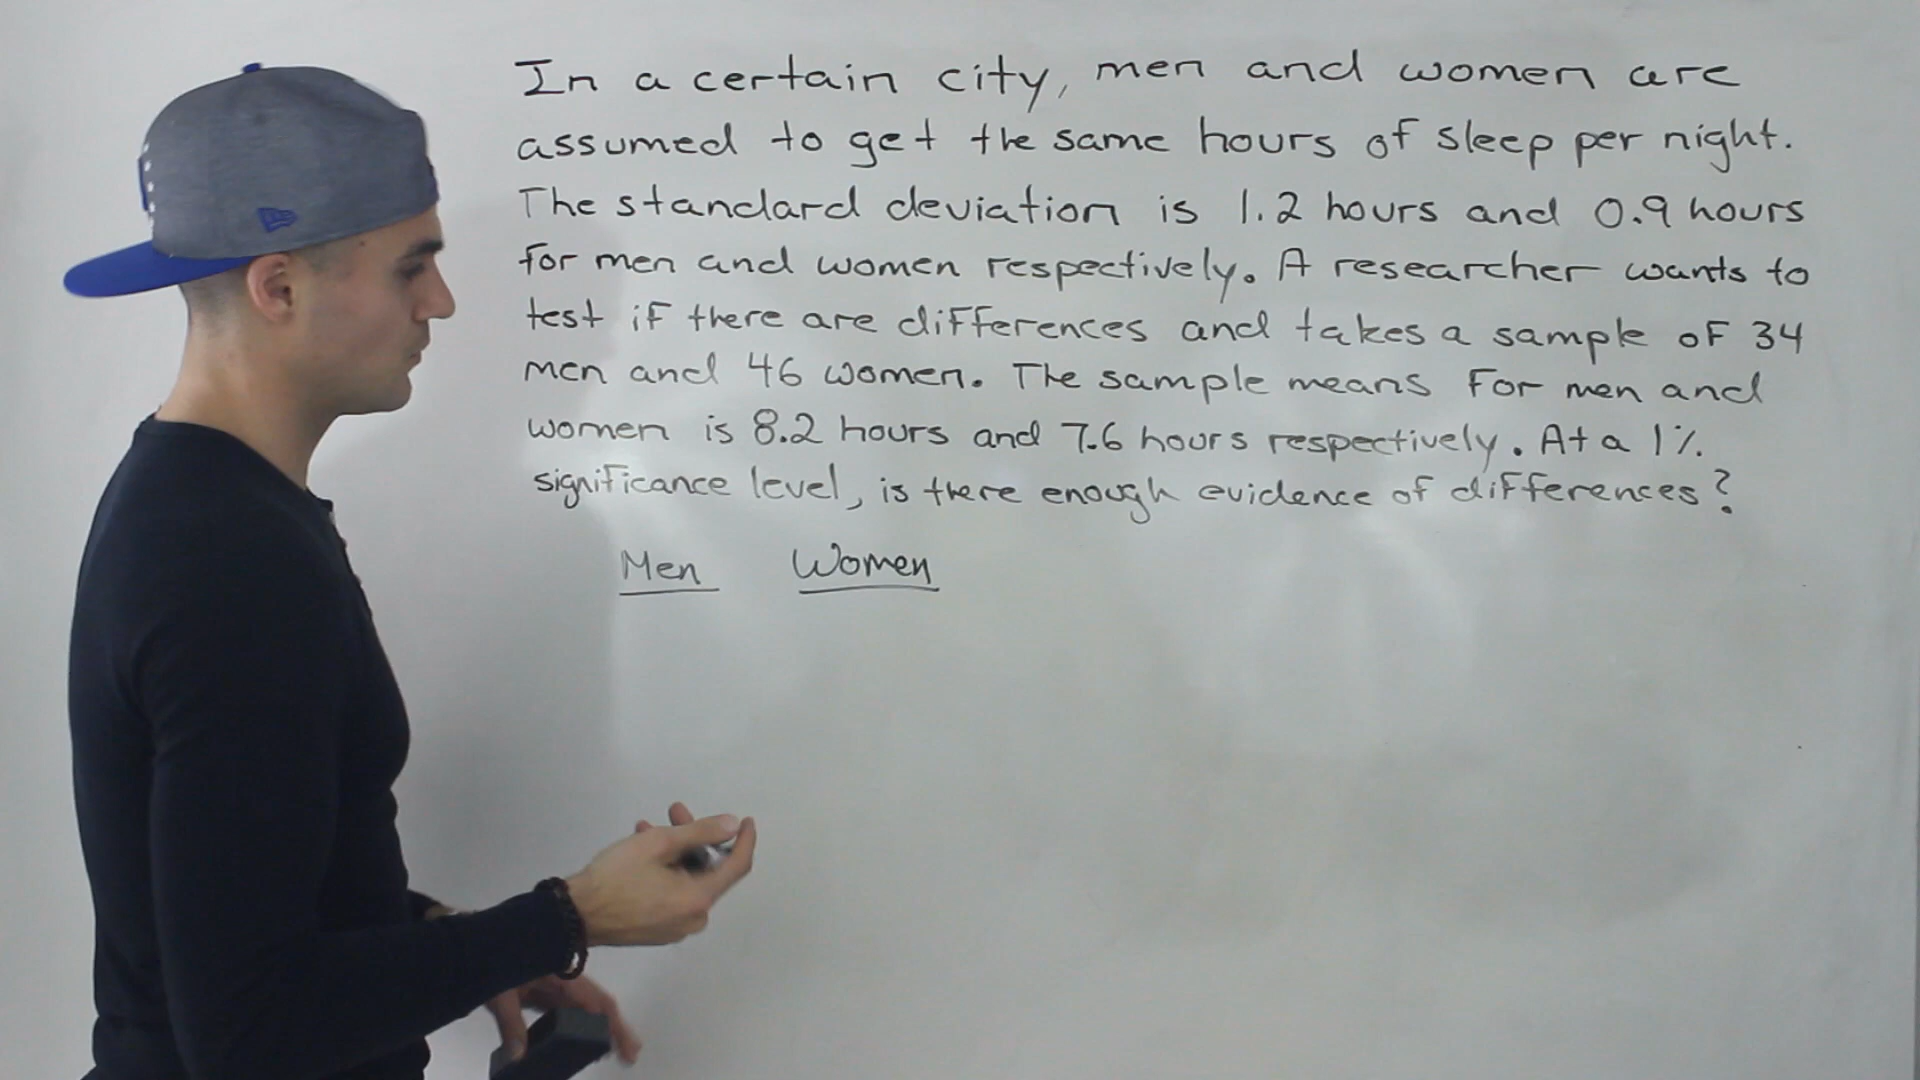 In a certain city, men and women are
assumed to get the same hours of sleep per night.
The standard deviation is 1.2 hours and 0.9 hours
for men and women respectively. A researcher wants to
test if there are differences and takes a sample of 34
men and 46 women. The sample means for men and
women is 8.2 hours and 7.6 hours respectively. At a 1%
significance level, is there enough evidence of differences?
Men Women